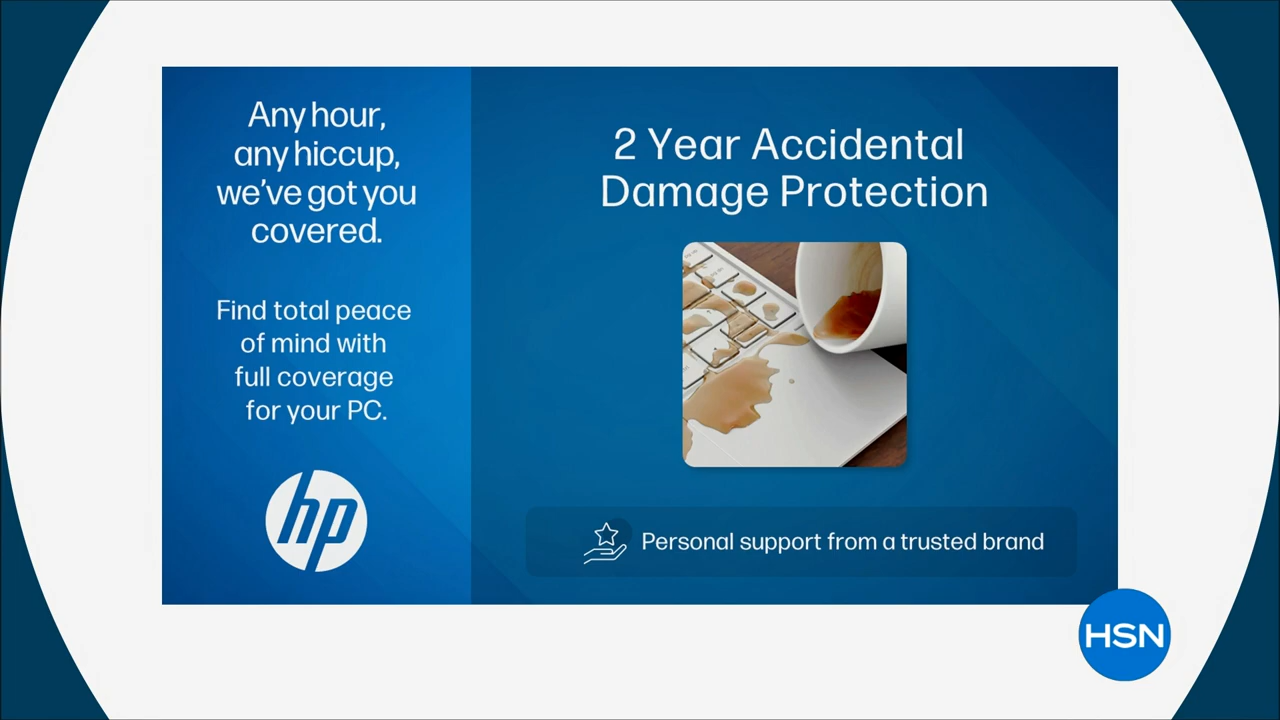 Any hour,
any hiccup,
we've got you
covered.
Find total peace
of mind with
full coverage
for your PC.
hp
2 Year Accidental
Damage Protection
Personal support from a trusted brand
HSN